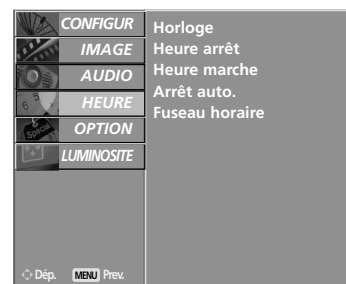 CONFIGUR
IMAGE
AUDIO
HEURE
OPTION
LUMINOSITE
Horloge
Heure arrêt
Heure marche
Arrêt auto.
Fuseau horaire
Dép. MENU Prev.